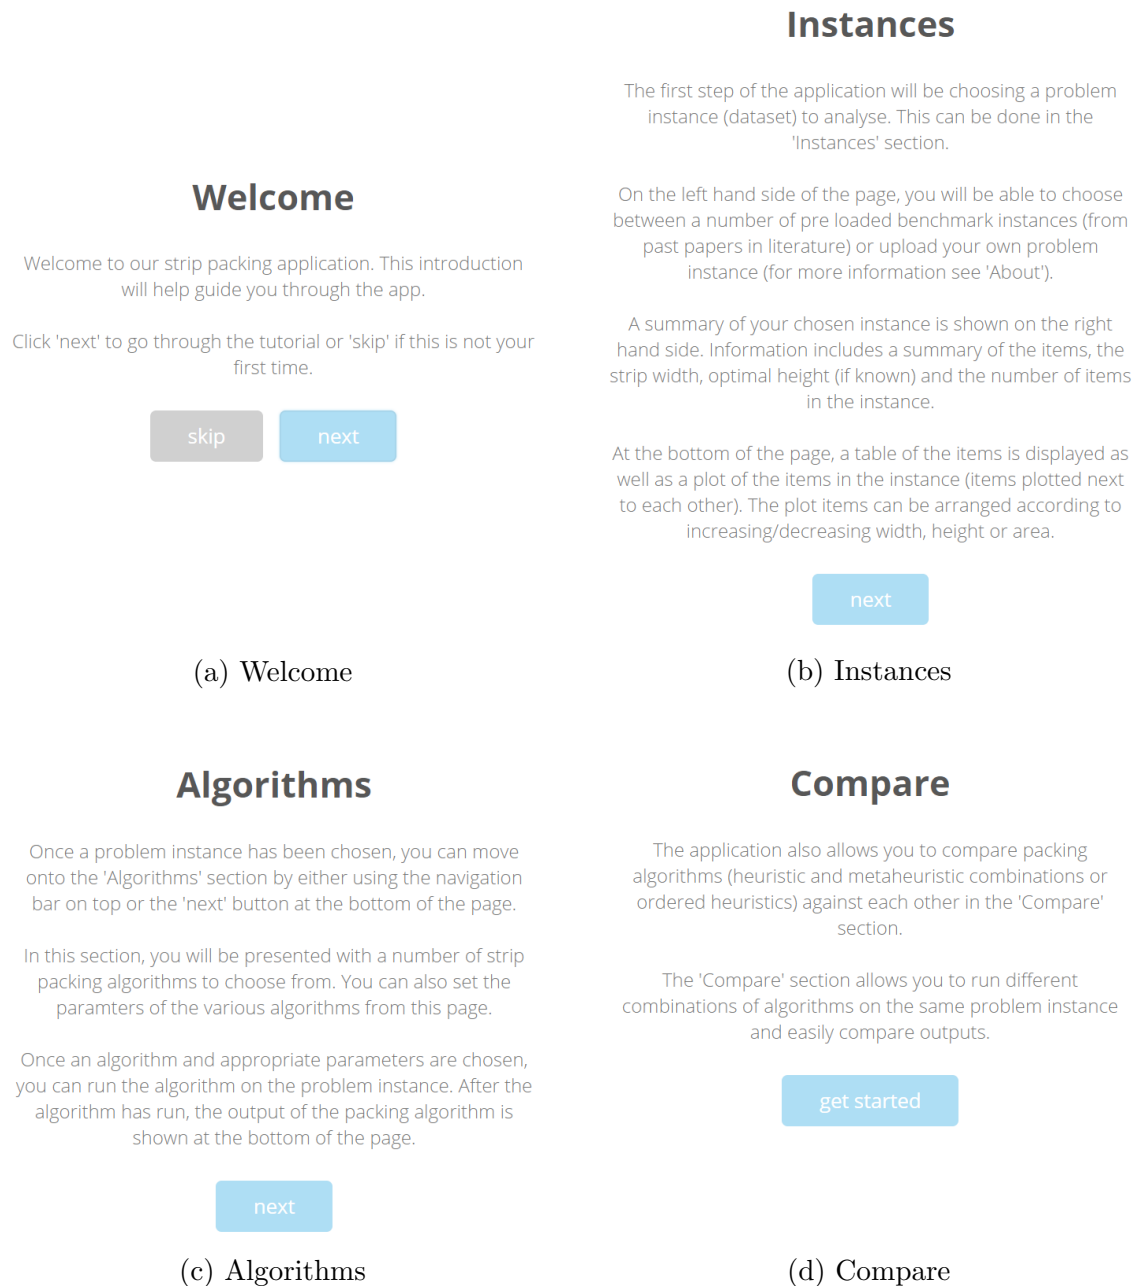 Welcome
Welcome to our strip packing application. This introduction
will help guide you through the app.
Click 'next' to go through the tutorial or 'skip' if this is not your
first time.
skip
next
(a) Welcome
Instances
The first step of the application will be choosing a problem
instance (dataset) to analyse. This can be done in the
'Instances' section.
On the left hand side of the page, you will be able to choose
between a number of pre loaded benchmark instances (from
past papers in literature) or upload your own problem
instance (for more information see 'About').
A summary of your chosen instance is shown on the right
hand side. Information includes a summary of the items, the
strip width, optimal height (if known) and the number of items
in the instance.
At the bottom of the page, a table of the items is displayed as
well as a plot of the items in the instance (items plotted next
to each other). The plot items can be arranged according to
increasing/decreasing width, height or area.
next
(b) Instances
Algorithms
Once a problem instance has been chosen, you can move
onto the 'Algorithms' section by either using the navigation
bar on top or the 'next' button at the bottom of the page.
In this section, you will be presented with a number of strip
packing algorithms to choose from. You can also set the
paramters of the various algorithms from this page.
Once an algorithm and appropriate parameters are chosen,
you can run the algorithm on the problem instance. After the
algorithm has run, the output of the packing algorithm is
shown at the bottom of the page.
next
(c) Algorithms
Compare
The application also allows you to compare packing
algorithms (heuristic and metaheuristic combinations or
ordered heuristics) against each other in the 'Compare'
section.
The 'Compare' section allows you to run different
combinations of algorithms on the same problem instance
and easily compare outputs.
get started
(d) Compare